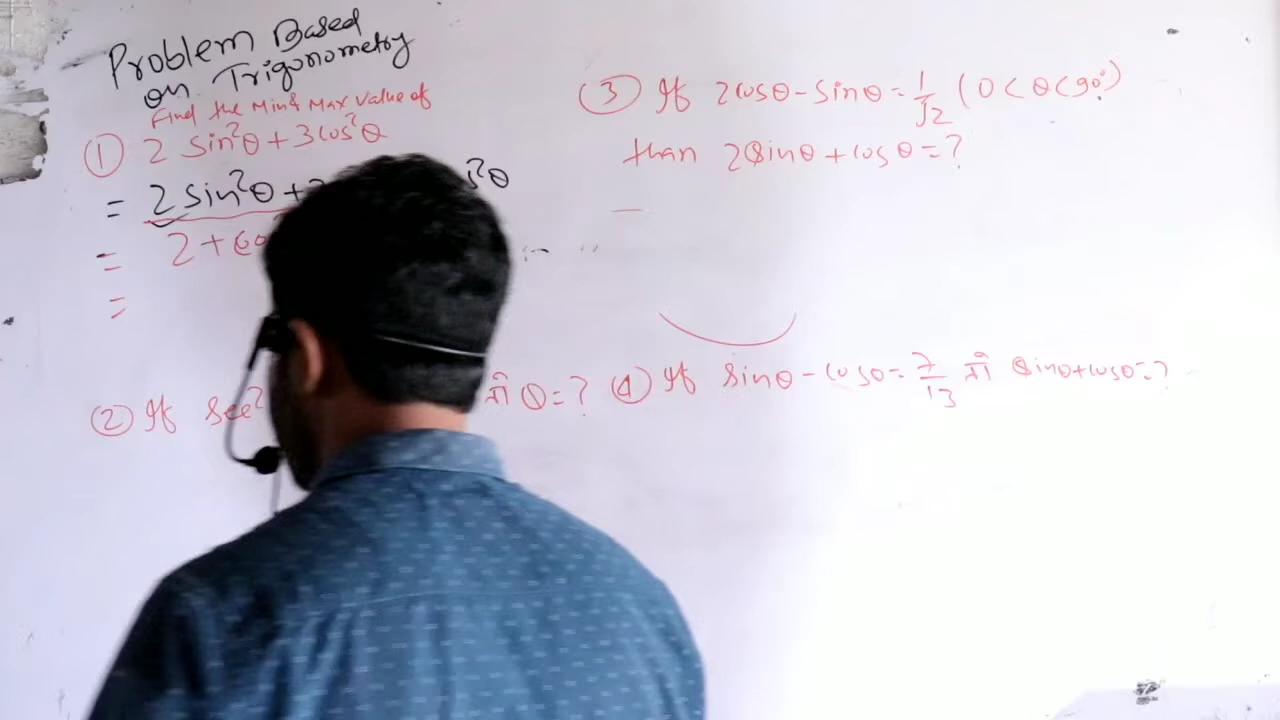 Problem Based
on Trigonometry
Find the Min & Max value of
① 2 sin²θ + 3cos²θ
= 2 sin²θ +
= 2 +
=
② If sec² θ = ?
③ If 2cosθ - sinθ = 1/√2 (0 < θ < 90°)
than 2sinθ + cosθ = ?
④ If sinθ - cosθ = 7/13 sinθ + cosθ = ?